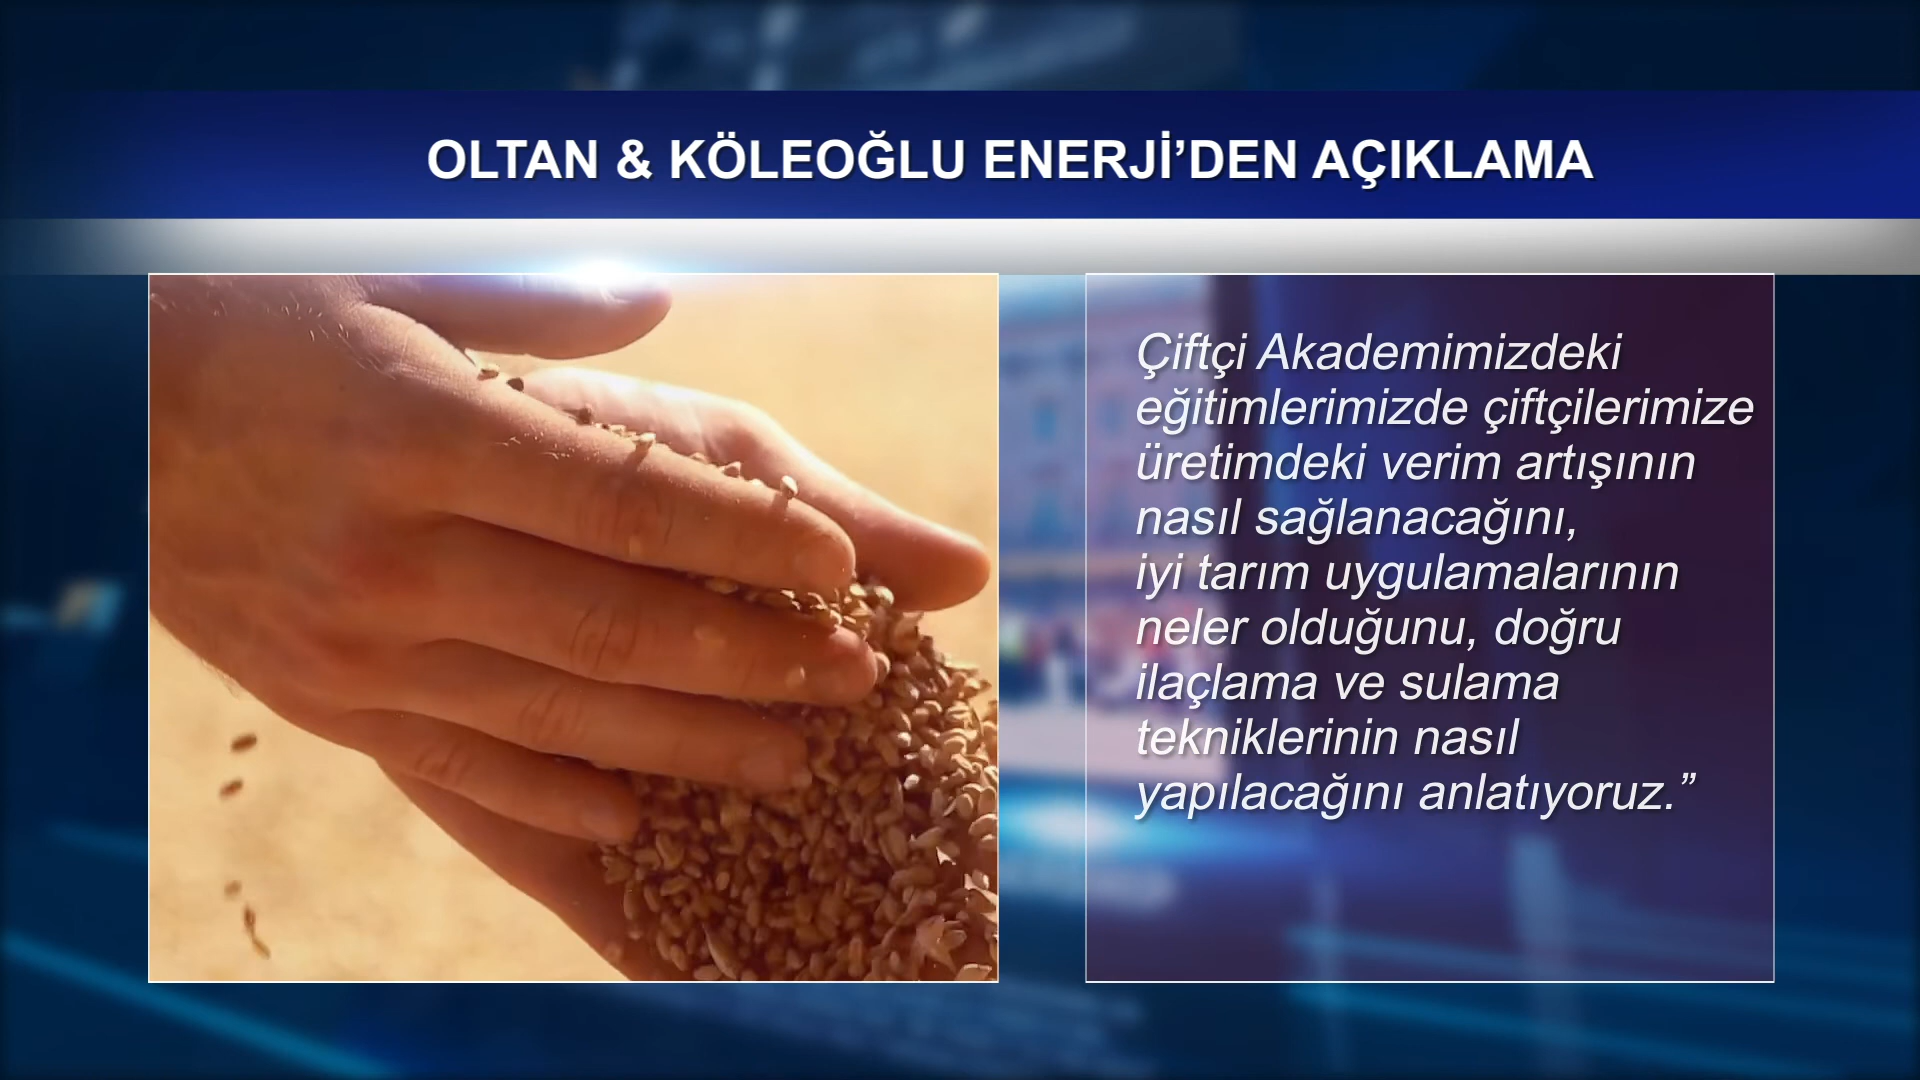 OLTAN & KÖLEOĞLU ENERJİ’DEN AÇIKLAMA
Çiftçi Akademimizdeki
eğitimlerimizde çiftçilerimize
üretimdeki verim artışının
nasıl sağlanacağını,
iyi tarım uygulamalarının
neler olduğunu, doğru
ilaçlama ve sulama
tekniklerinin nasıl
yapılacağını anlatıyoruz.”